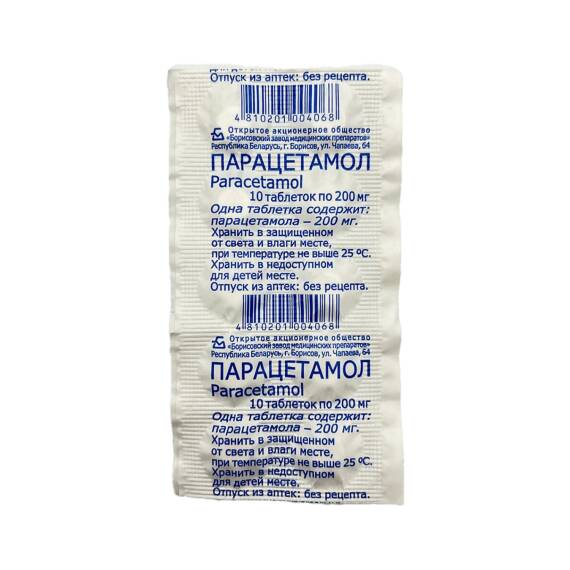 для детей месте.
Отпуск из аптек: без рецепта.
4 810201 004068
Открытое акционерное общество
«Борисовский завод медицинских препаратов»
Республика Беларусь, г. Борисов, ул. Чапаева, 64
ПАРАЦЕТАМОЛ
Paracetamol
10 таблеток по 200 мг
Одна таблетка содержит:
парацетамола – 200 мг.
Хранить в защищенном
от света и влаги месте,
при температуре не выше 25 °С.
Хранить в недоступном
для детей месте.
Отпуск из аптек: без рецепта.
4 810201 004068
Открытое акционерное общество
«Борисовский завод медицинских препаратов»
Республика Беларусь, г. Борисов, ул. Чапаева, 64
ПАРАЦЕТАМОЛ
Paracetamol
10 таблеток по 200 мг
Одна таблетка содержит:
парацетамола – 200 мг.
Хранить в защищенном
от света и влаги месте,
при температуре не выше 25 °С.
Хранить в недоступном
для детей месте.
Отпуск из аптек: без рецепта.